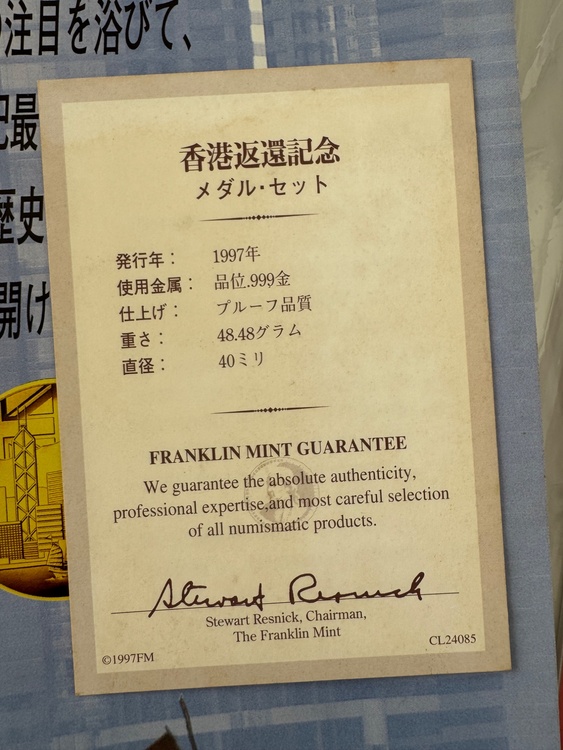 注目を浴びて、
最
歴史
開け
香港返還記念
メダル・セット
発行年： 1997年
使用金属： 品位.999金
仕上げ： プルーフ品質
重さ： 48.48グラム
直径： 40ミリ
FRANKLIN MINT GUARANTEE
We guarantee the absolute authenticity,
professional expertise,and most careful selection
of all numismatic products.
Stewart Resnick
Stewart Resnick, Chairman,
The Franklin Mint
©1997FM
CL24085